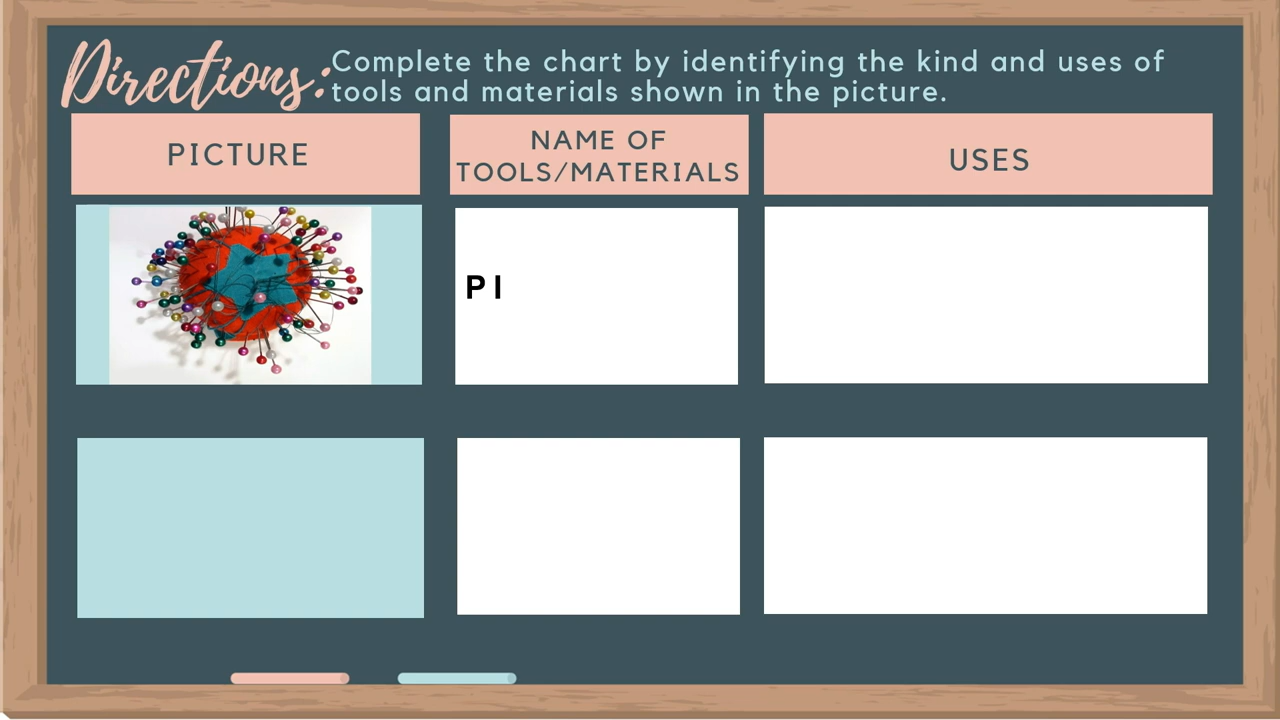 Directions: Complete the chart by identifying the kind and uses of
tools and materials shown in the picture.
PICTURE
NAME OF
TOOLS/MATERIALS
USES
PI